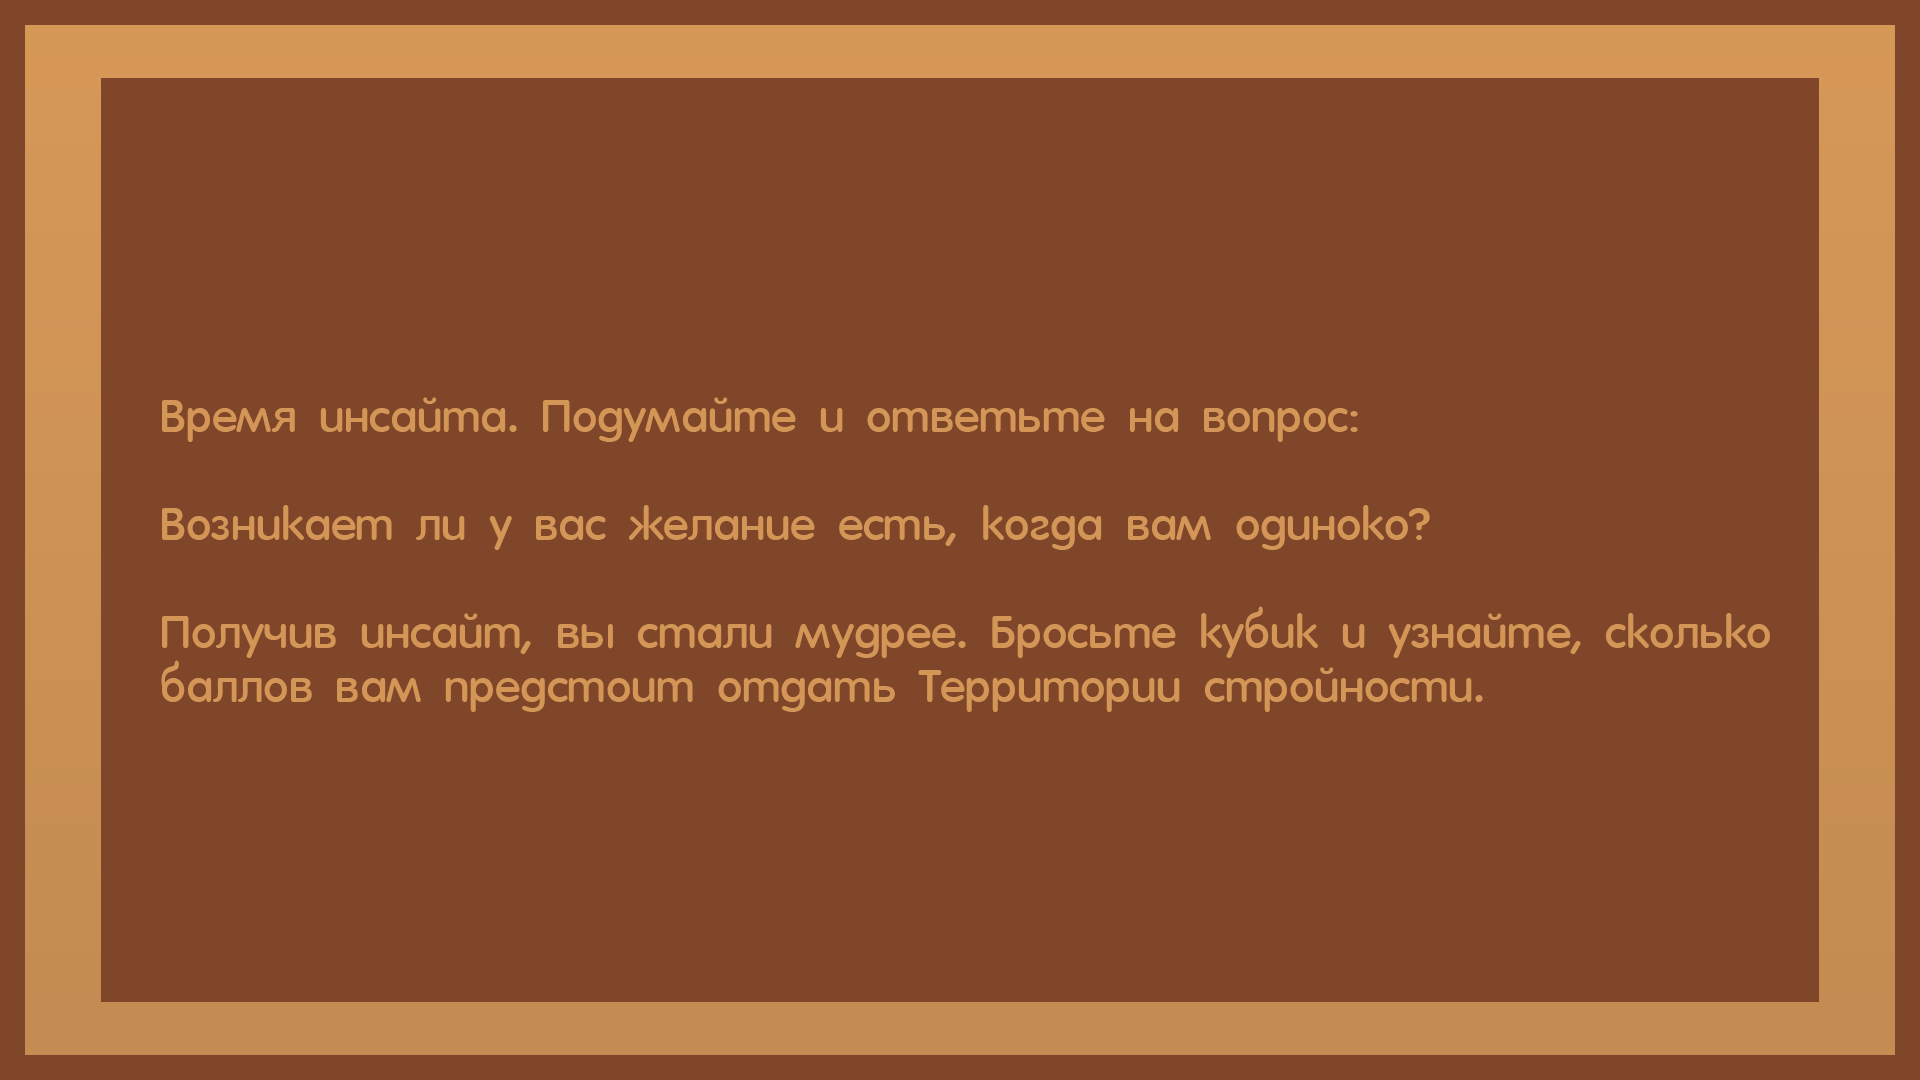 Время инсайта. Подумайте и ответьте на вопрос:
Возникает ли у вас желание есть, когда вам одиноко?
Получив инсайт, вы стали мудрее. Бросьте кубик и узнайте, сколько
баллов вам предстоит отдать Территории стройности.